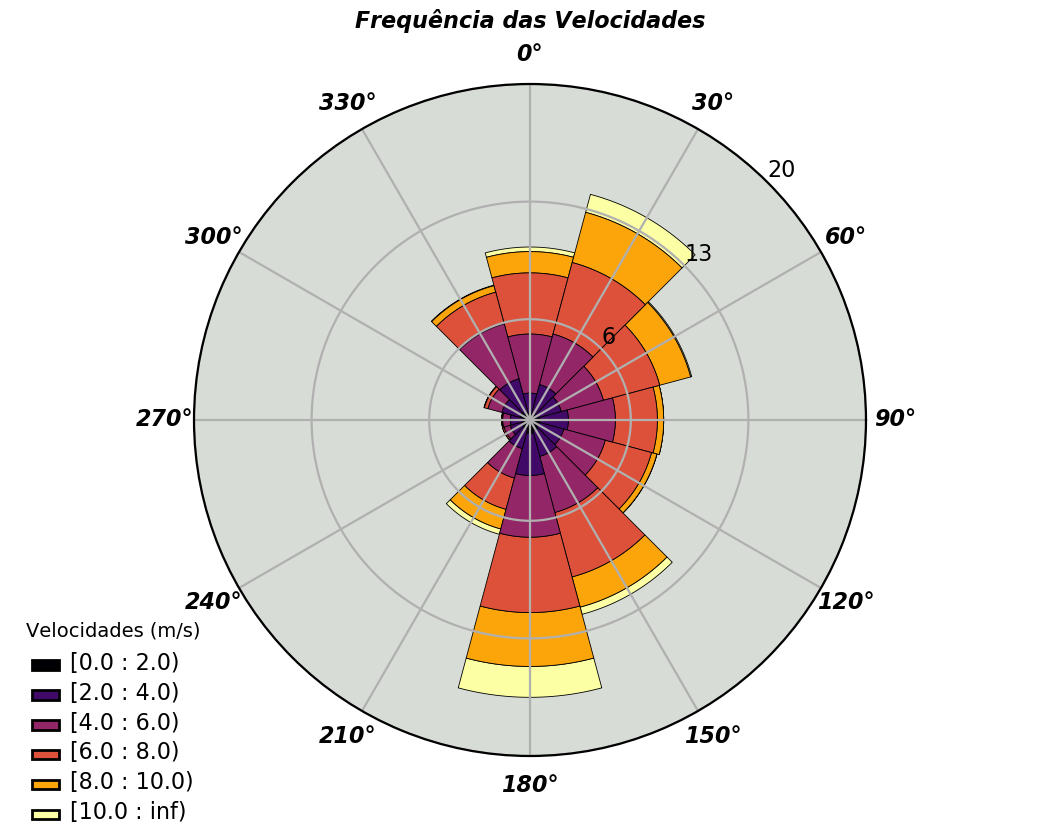 Frequência das Velocidades
0°
330°
30°
20
300°
60°
13
6
270°
90°
240°
120°
210°
150°
180°
Velocidades (m/s)
[0.0 : 2.0)
[2.0 : 4.0)
[4.0 : 6.0)
[6.0 : 8.0)
[8.0 : 10.0)
[10.0 : inf)